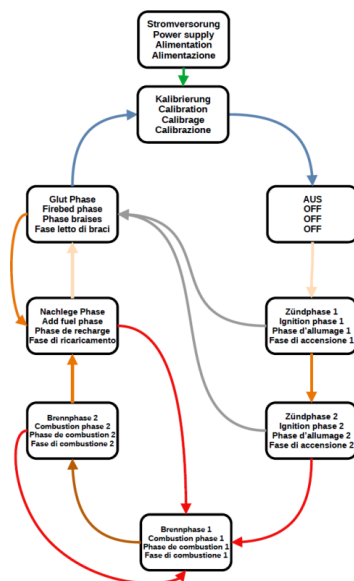 Stromversorung
Power supply
Alimentation
Alimentazione
Kalibrierung
Calibration
Calibrage
Calibrazione
Glut Phase
Firebed phase
Phase braises
Fase letto di braci
AUS
OFF
OFF
OFF
Nachlege Phase
Add fuel phase
Phase de recharge
Fase di ricaricamento
Zündphase 1
Ignition phase 1
Phase d'allumage 1
Fase di accensione 1
Brennphase 2
Combustion phase 2
Phase de combustion 2
Fase di combustione 2
Zündphase 2
Ignition phase 2
Phase d'allumage 2
Fase di accensione 2
Brennphase 1
Combustion phase 1
Phase de combustion 1
Fase di combustione 1